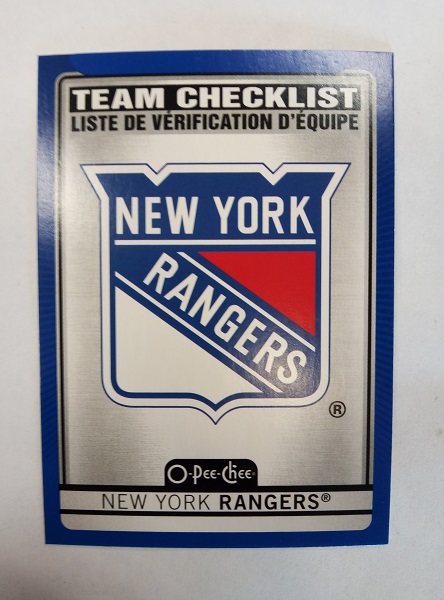 TEAM CHECKLIST
LISTE DE VÉRIFICATION D'ÉQUIPE
NEW YORK
RANGERS
®
O-Pee-Chee
NEW YORK RANGERS®